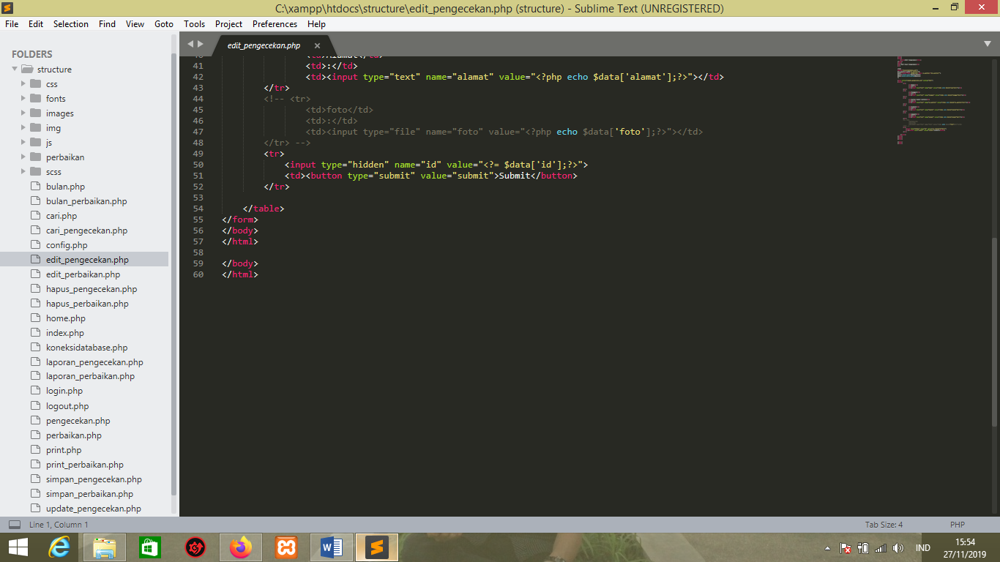 C:\xampp\htdocs\structure\edit_pengecekan.php (structure) - Sublime Text (UNREGISTERED)
File Edit Selection Find View Goto Tools Project Preferences Help
FOLDERS
structure
css
fonts
images
img
js
perbaikan
scss
bulan.php
bulan_perbaikan.php
cari.php
cari_pengecekan.php
config.php
edit_pengecekan.php
edit_perbaikan.php
hapus_pengecekan.php
hapus_perbaikan.php
home.php
index.php
koneksidatabase.php
laporan_pengecekan.php
laporan_perbaikan.php
login.php
logout.php
pengecekan.php
perbaikan.php
print.php
print_perbaikan.php
simpan_pengecekan.php
simpan_perbaikan.php
update_pengecekan.php
edit_pengecekan.php
41 <td>:</td>
42 <td><input type="text" name="alamat" value="<?php echo $data['alamat'];?>"></td>
43 </tr>
44 <!-- <tr>
45 <td>foto</td>
46 <td>:</td>
47 <td><input type="file" name="foto" value="<?php echo $data['foto'];?>"></td>
48 </tr> -->
49 <tr>
50 <input type="hidden" name="id" value="<?= $data['id'];?>">
51 <td><button type="submit" value="submit">Submit</button>
52 </tr>
53
54 </table>
55 </form>
56 </body>
57 </html>
58
59 </body>
60 </html>
Line 1, Column 1
Tab Size: 4
PHP
IND
15:54
27/11/2019